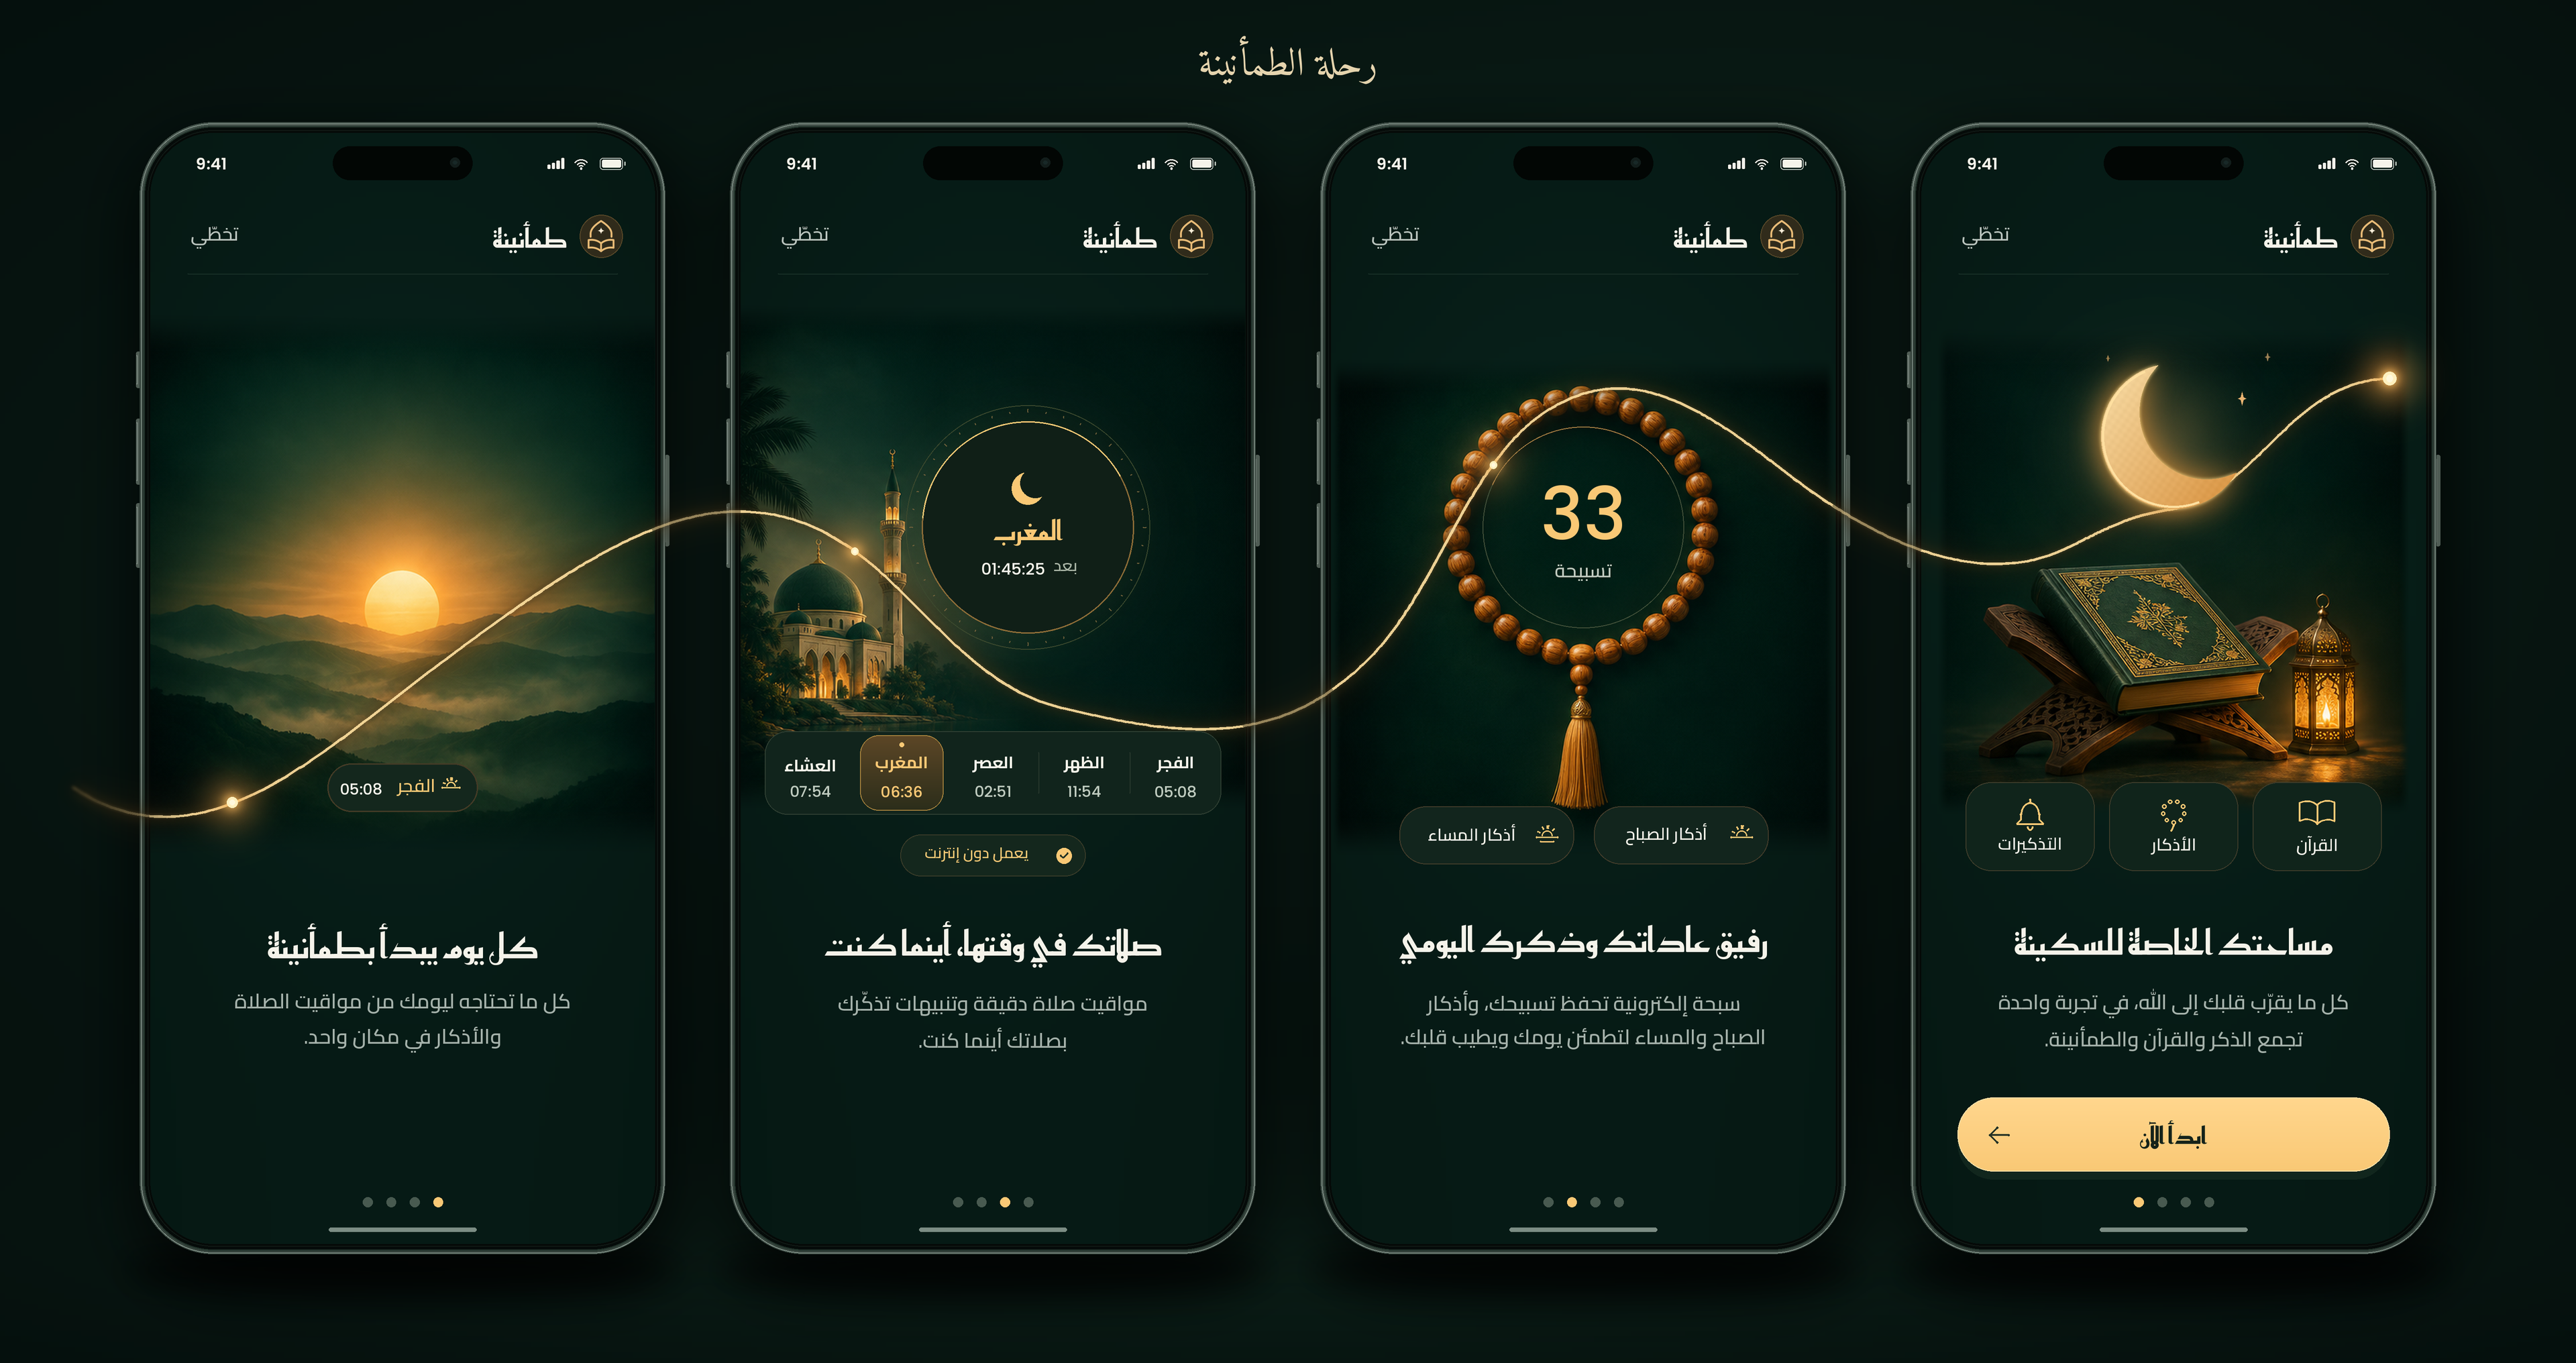 رحلة الطمأنينة
9:41
طمأنينة
تخطّي
الفجر 05:08
كل يوم يبدأ بطمأنينة
كل ما تحتاجه ليومك من مواقيت الصلاة
والأذكار في مكان واحد.
9:41
طمأنينة
تخطّي
المغرب
بعد 01:45:25
الفجر الظهر العصر المغرب العشاء
05:08 11:54 02:51 06:36 07:54
يعمل دون إنترنت
صلاتك في وقتها، أينما كنت
مواقيت صلاة دقيقة وتنبيهات تذكّرك
بصلاتك أينما كنت.
9:41
طمأنينة
تخطّي
33
تسبيحة
أذكار الصباح
أذكار المساء
رفيق عاداتك وذكرك اليومي
سبحة إلكترونية تحفظ تسبيحك، وأذكار
الصباح والمساء لتطمئن يومك ويطيب قلبك.
9:41
طمأنينة
تخطّي
القرآن
الأذكار
التذكيرات
مساحتك الخاصة للسكينة
كل ما يقرّب قلبك إلى الله، في تجربة واحدة
تجمع الذكر والقرآن والطمأنينة.
ابدأ الآن